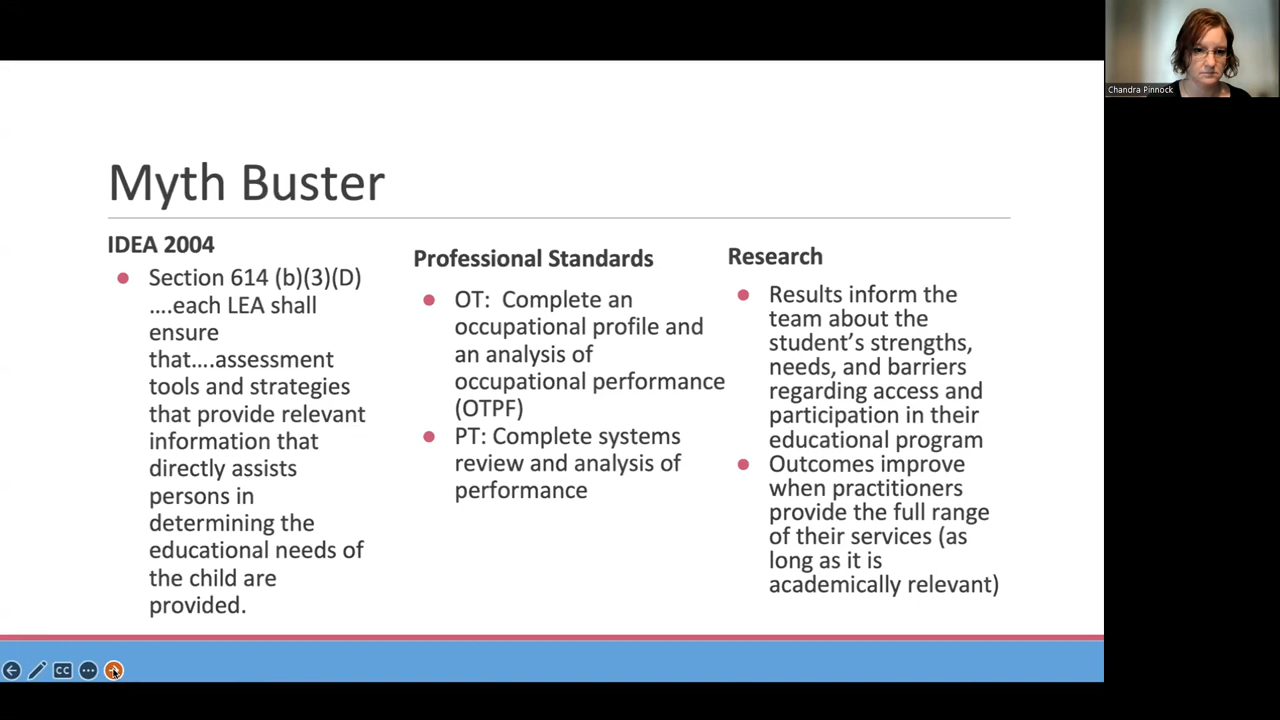 Chandra Pinnock
Myth Buster
IDEA 2004
Section 614 (b)(3)(D)
....each LEA shall
ensure
that....assessment
tools and strategies
that provide relevant
information that
directly assists
persons in
determining the
educational needs of
the child are
provided.
Professional Standards
OT:  Complete an
occupational profile and
an analysis of
occupational performance
(OTPF)
PT: Complete systems
review and analysis of
performance
Research
Results inform the
team about the
student’s strengths,
needs, and barriers
regarding access and
participation in their
educational program
Outcomes improve
when practitioners
provide the full range
of their services (as
long as it is
academically relevant)
CC